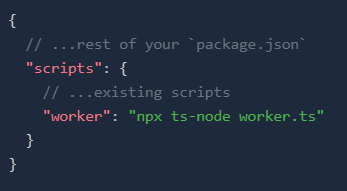 {
  // ...rest of your `package.json`
  "scripts": {
    // ...existing scripts
    "worker": "npx ts-node worker.ts"
  }
}